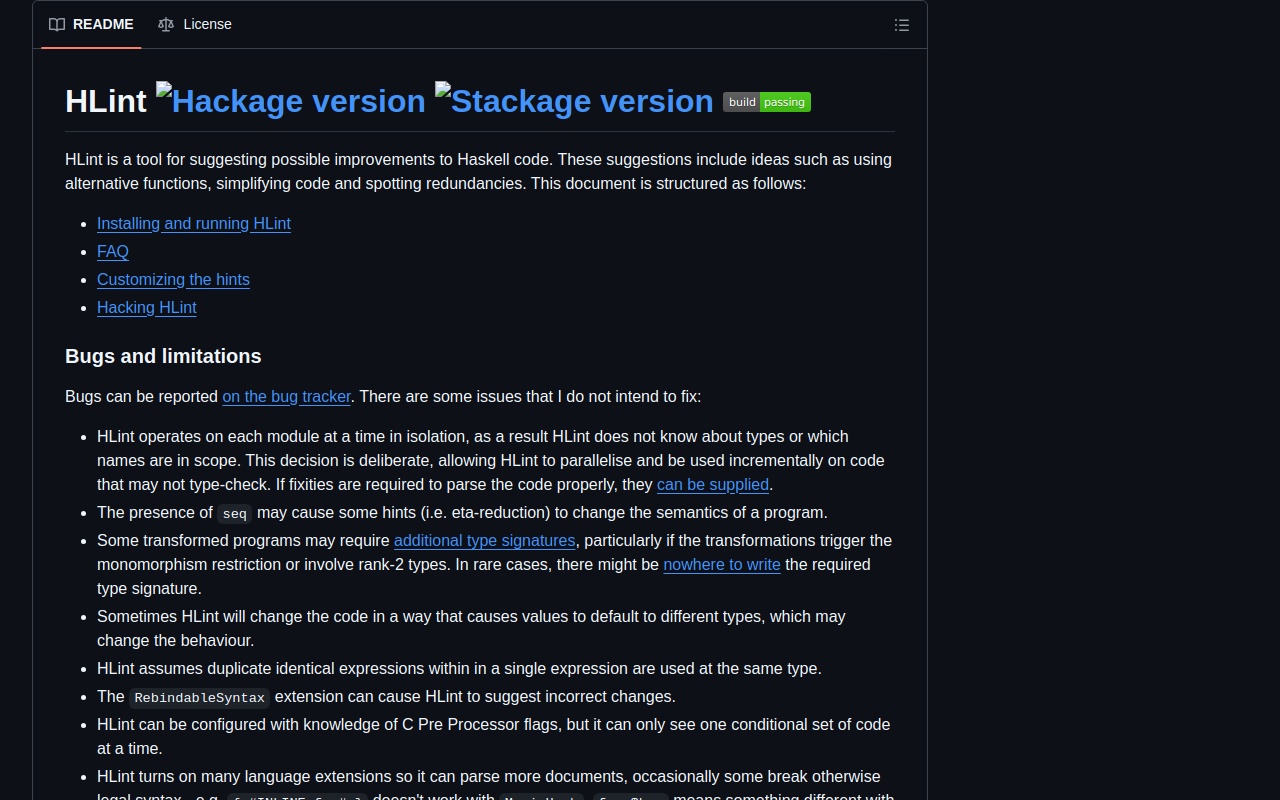 README
License
HLint Hackage version Stackage version build passing
HLint is a tool for suggesting possible improvements to Haskell code. These suggestions include ideas such as using
alternative functions, simplifying code and spotting redundancies. This document is structured as follows:
Installing and running HLint
FAQ
Customizing the hints
Hacking HLint
Bugs and limitations
Bugs can be reported on the bug tracker. There are some issues that I do not intend to fix:
HLint operates on each module at a time in isolation, as a result HLint does not know about types or which
names are in scope. This decision is deliberate, allowing HLint to paralelise and be used incrementally on code
that may not type-check. If fixities are required to parse the code properly, they can be supplied.
The presence of seq may cause some hints (i.e. eta-reduction) to change the semantics of a program.
Some transformed programs may require additional type signatures, particularly if the transformations trigger the
monomorphism restriction or involve rank-2 types. In rare cases, there might be nowhere to write the required
type signature.
Sometimes HLint will change the code in a way that causes values to default to different types, which may
change the behaviour.
HLint assumes duplicate identical expressions within in a single expression are used at the same type.
The RebindableSyntax extension can cause HLint to suggest incorrect changes.
HLint can be configured with knowledge of C Pre Processor flags, but it can only see one conditional set of code
at a time.
HLint turns on many language extensions so it can parse more documents, occasionally some break otherwise
legal syntax - e.g. doesn't work with means something different with